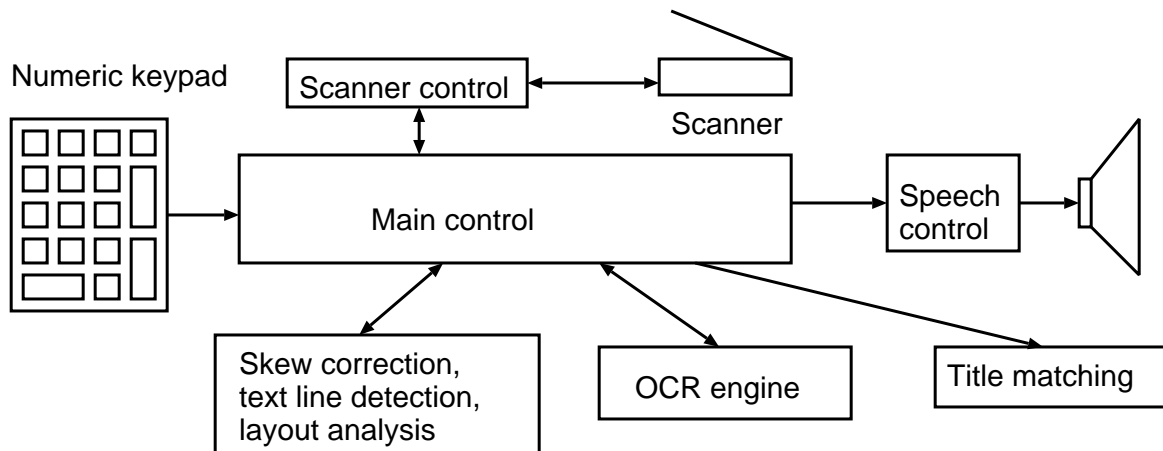 Numeric keypad
Scanner control
Scanner
Main control
Speech
control
Skew correction,
text line detection,
layout analysis
OCR engine
Title matching